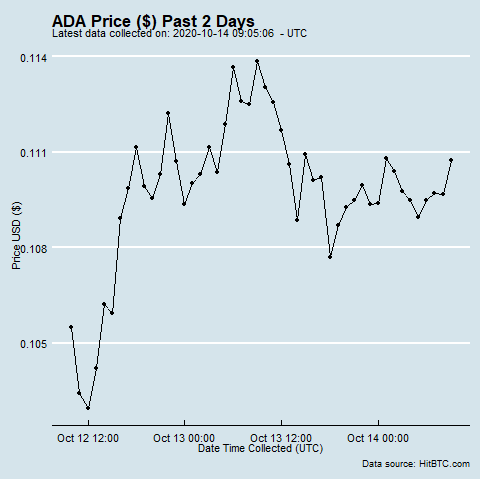 ADA Price ($) Past 2 Days
Latest data collected on: 2020-10-14 09:05:06  - UTC
0.114
0.111
0.108
0.105
Price USD ($)
Oct 12 12:00 Oct 13 00:00 Oct 13 12:00 Oct 14 00:00
Date Time Collected (UTC)
Data source: HitBTC.com